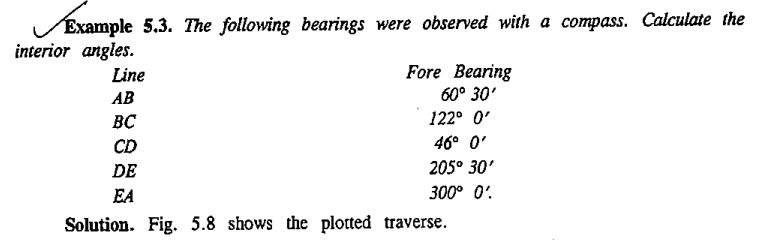 Example 5.3. The following bearings were observed with a compass. Calculate the
interior angles.
Line Fore Bearing
AB 60° 30′
BC 122° 0′
CD 46° 0′
DE 205° 30′
EA 300° 0′.
Solution. Fig. 5.8 shows the plotted traverse.